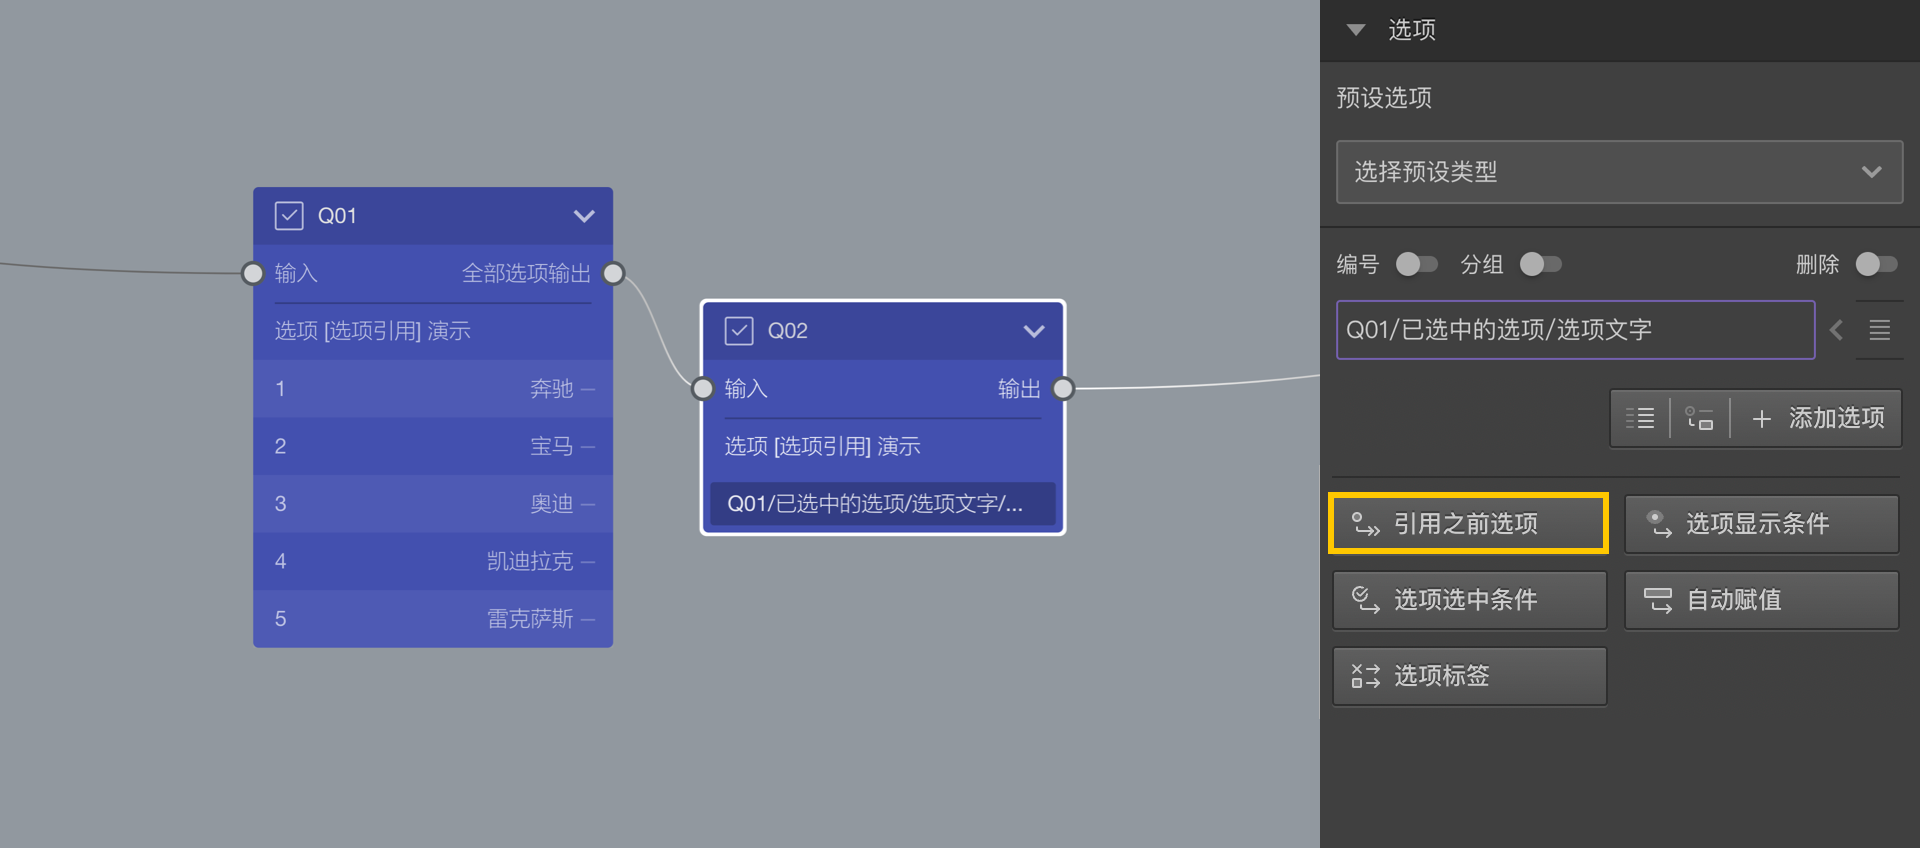 Q01
输入 全部选项输出
选项 [选项引用] 演示
1 奔驰
2 宝马
3 奥迪
4 凯迪拉克
5 雷克萨斯
Q02
输入 输出
选项 [选项引用] 演示
Q01/已选中的选项/选项文字/...
选项
预设选项
选择预设类型
编号 分组 删除
Q01/已选中的选项/选项文字
添加选项
引用之前选项 选项显示条件
选项选中条件 自动赋值
选项标签